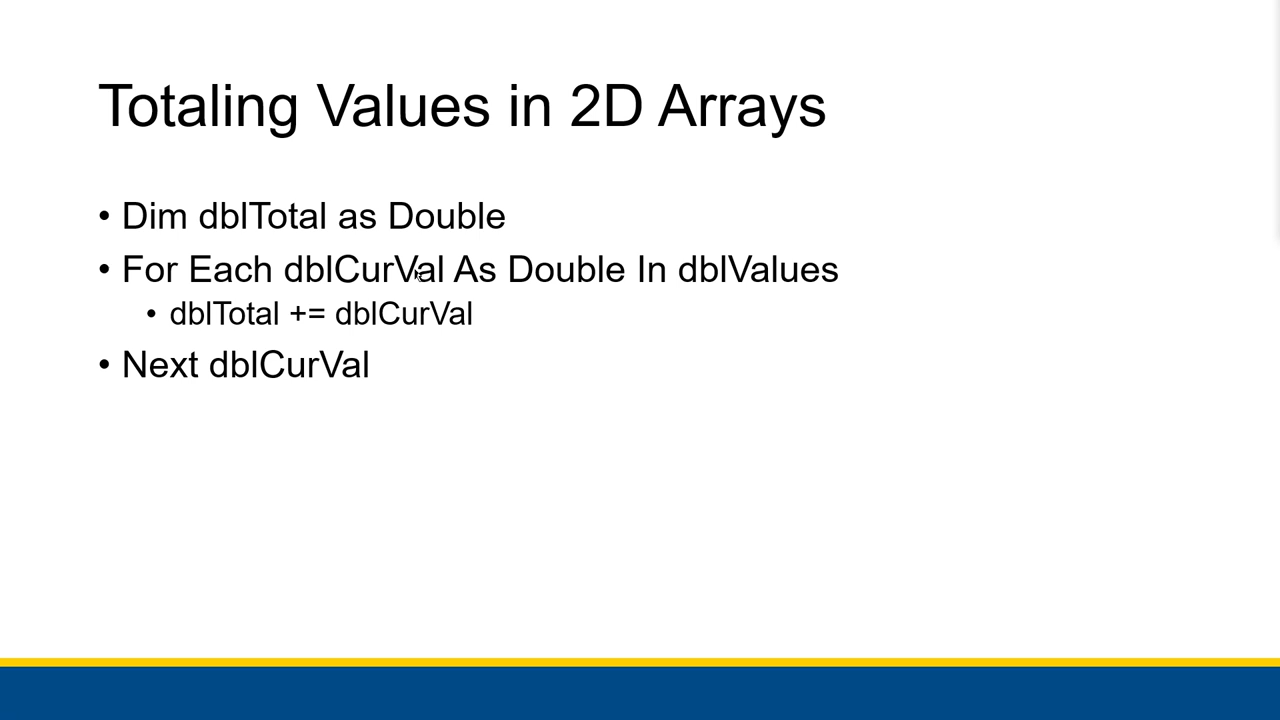 Totaling Values in 2D Arrays
• Dim dblTotal as Double
• For Each dblCurVal As Double In dblValues
• dblTotal += dblCurVal
• Next dblCurVal